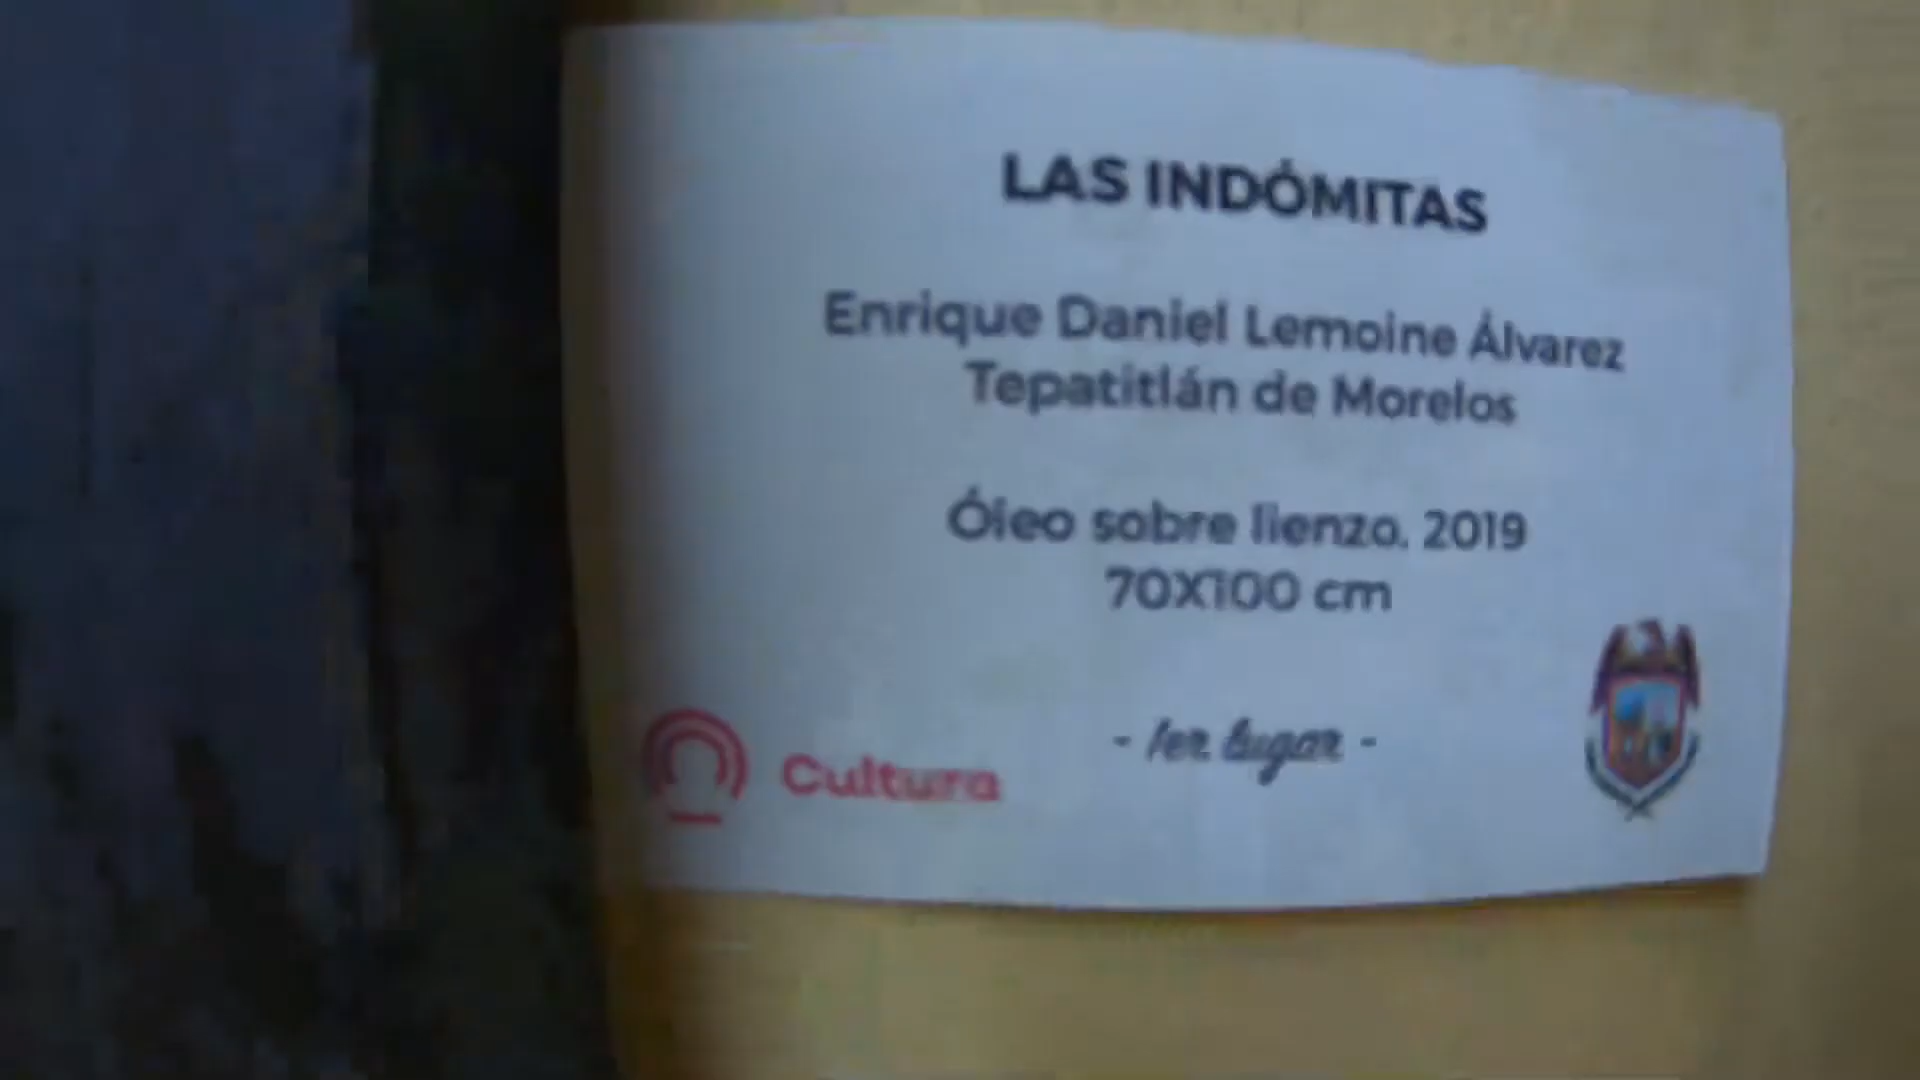 LAS INDÓMITAS
Enrique Daniel Lemoine Álvarez
Tepatitlán de Morelos
Óleo sobre lienzo. 2019
70X100 cm
- 1er lugar -
Cultura